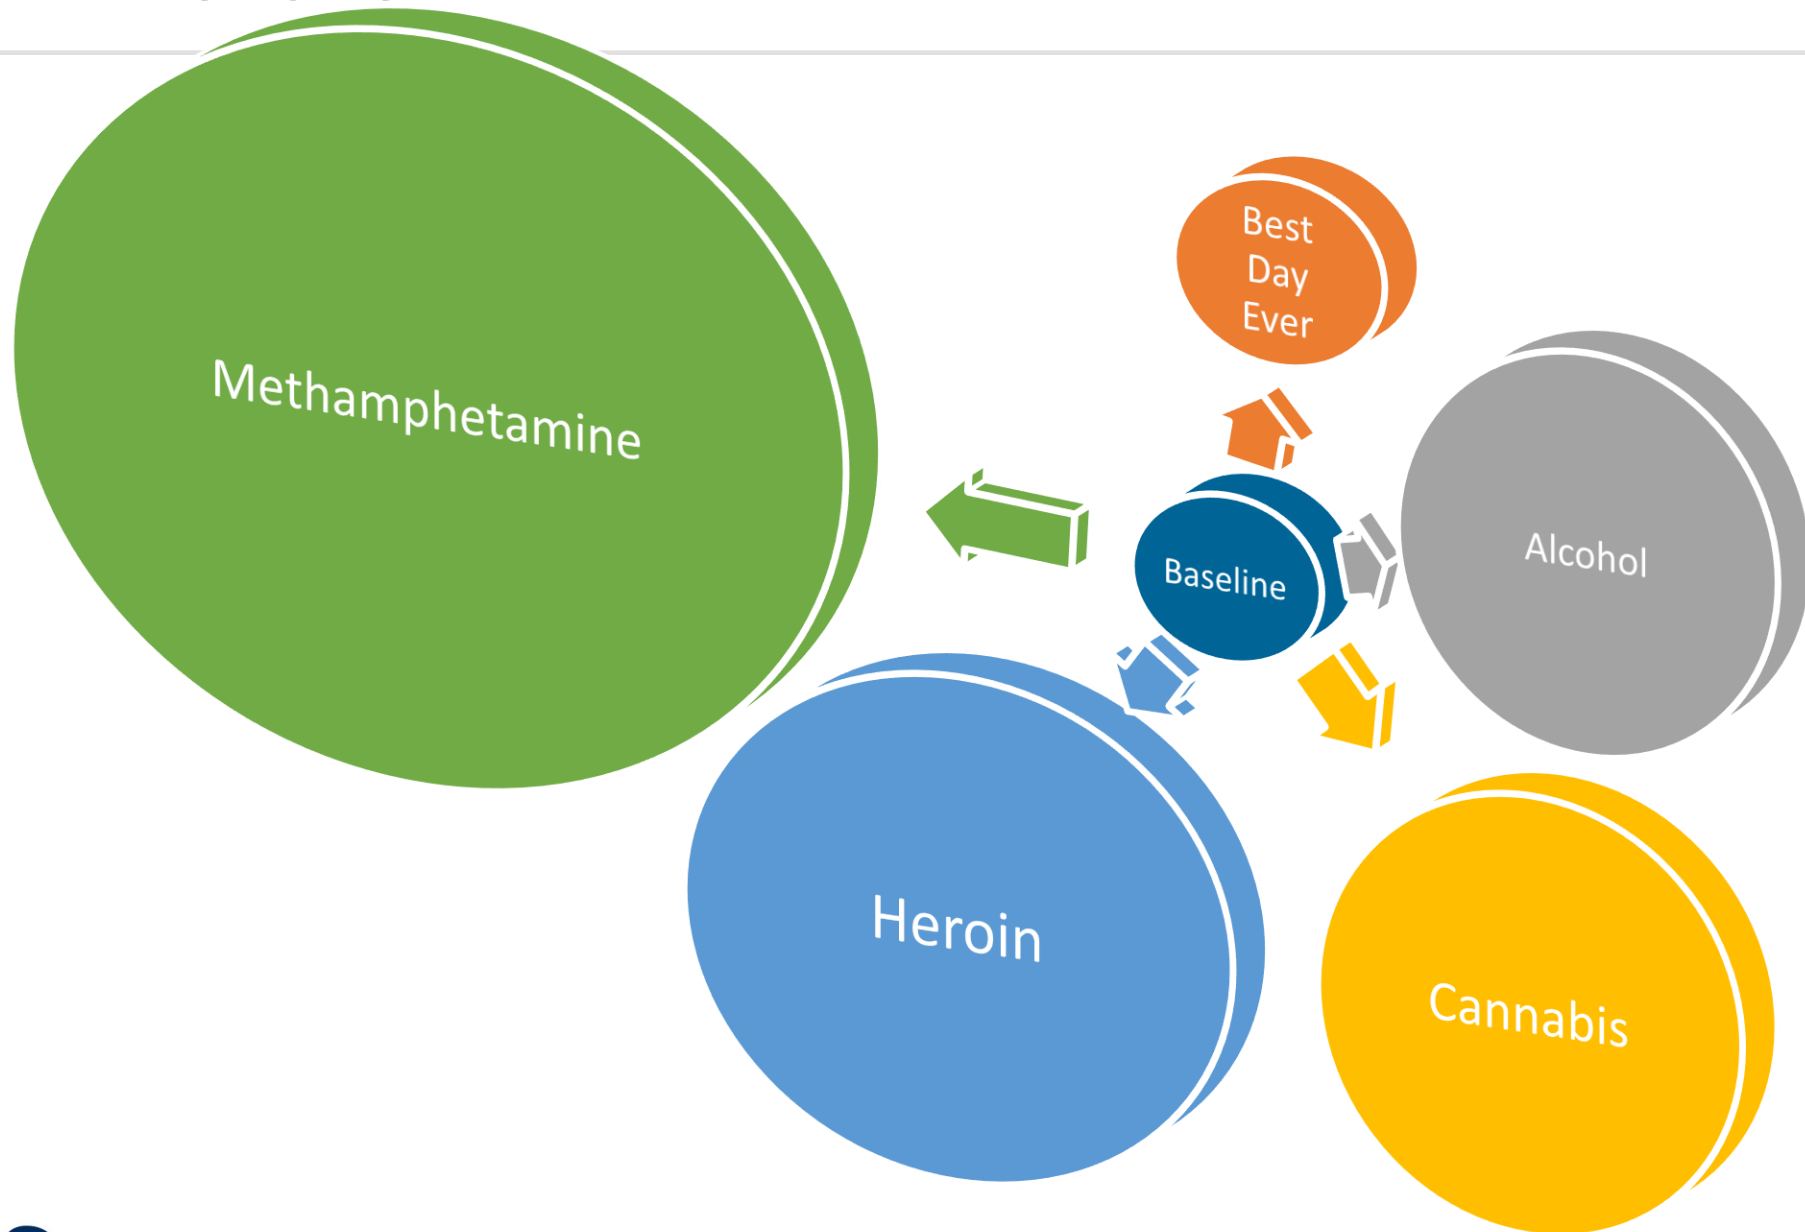 Methamphetamine
Best
Day
Ever
Baseline
Alcohol
Heroin
Cannabis